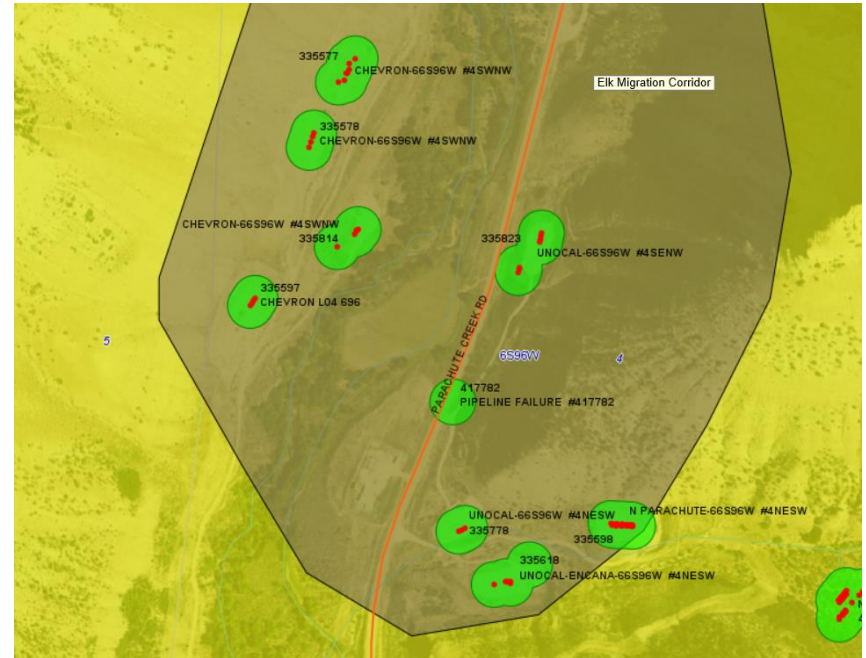 335577
CHEVRON-66S96W #4SWNW
Elk Migration Corridor
335578
CHEVRON-66S96W #4SWNW
CHEVRON-66S96W #4SWNW
335814
335823
UNOCAL-66S96W #4SENW
335597
CHEVRON L04 696
5
PARACHUTE CREEK RD
6S96W
4
417782
PIPELINE FAILURE #417782
UNOCAL-66S96W #4NESW
335778
N PARACHUTE-66S96W #4NESW
335598
335618
UNOCAL-ENCANA-66S96W #4NESW
N
4